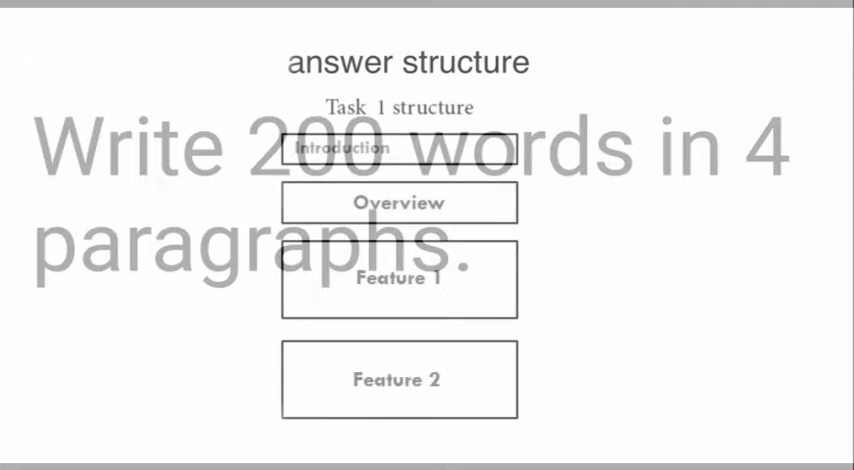 answer structure
Task 1 structure
Write 200 words in 4
Introduction
Overview
paragraphs.
Feature 1
Feature 2